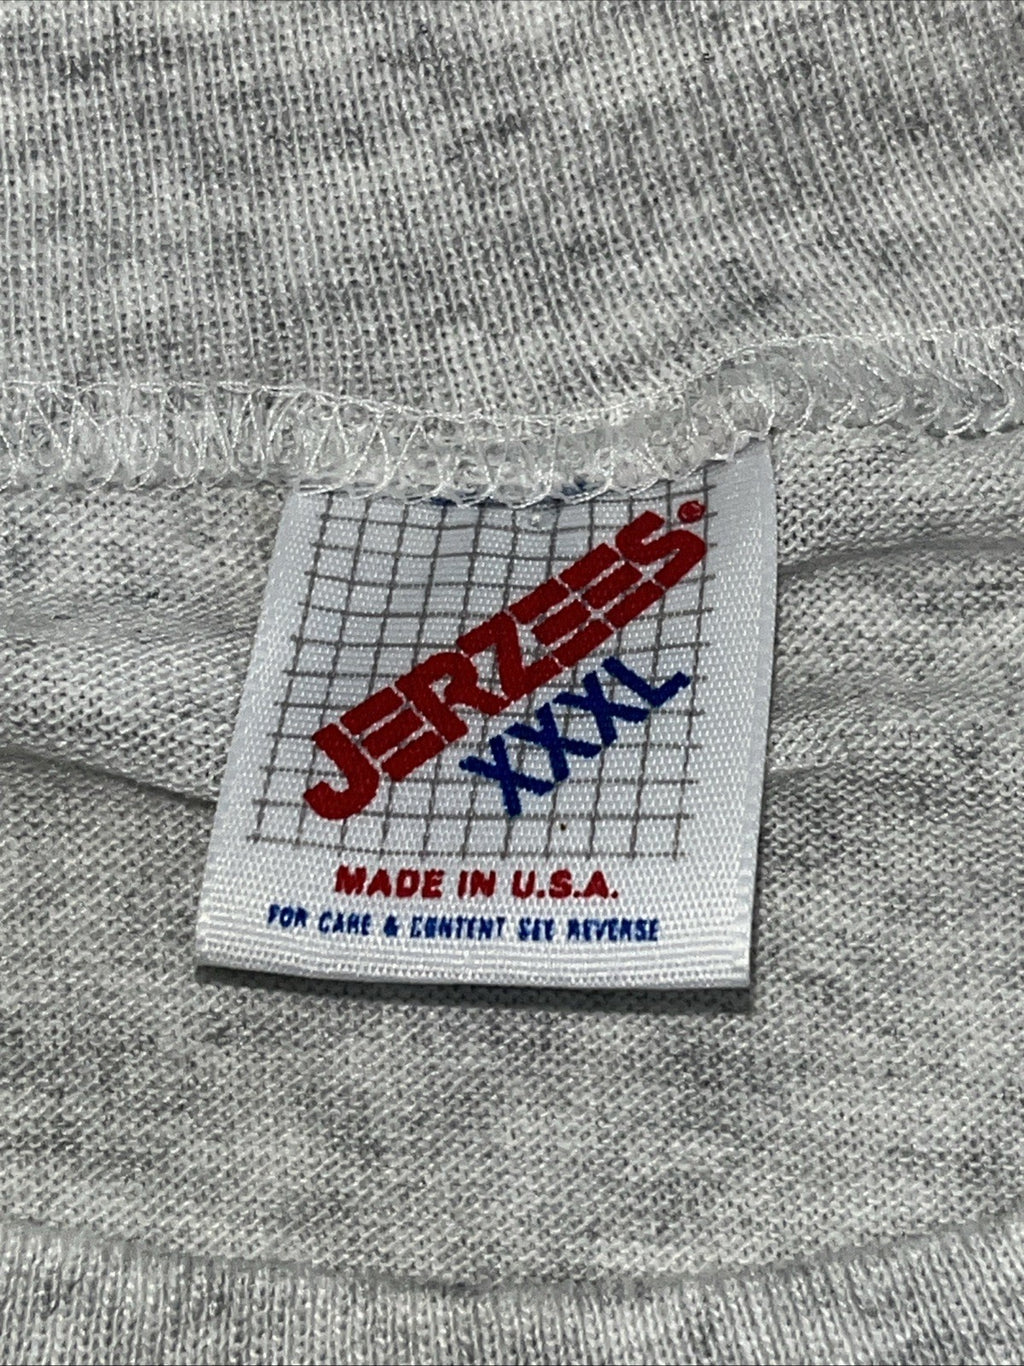 JERZEES®
XXXL
MADE IN U.S.A.
FOR CARE & CONTENT SEE REVERSE